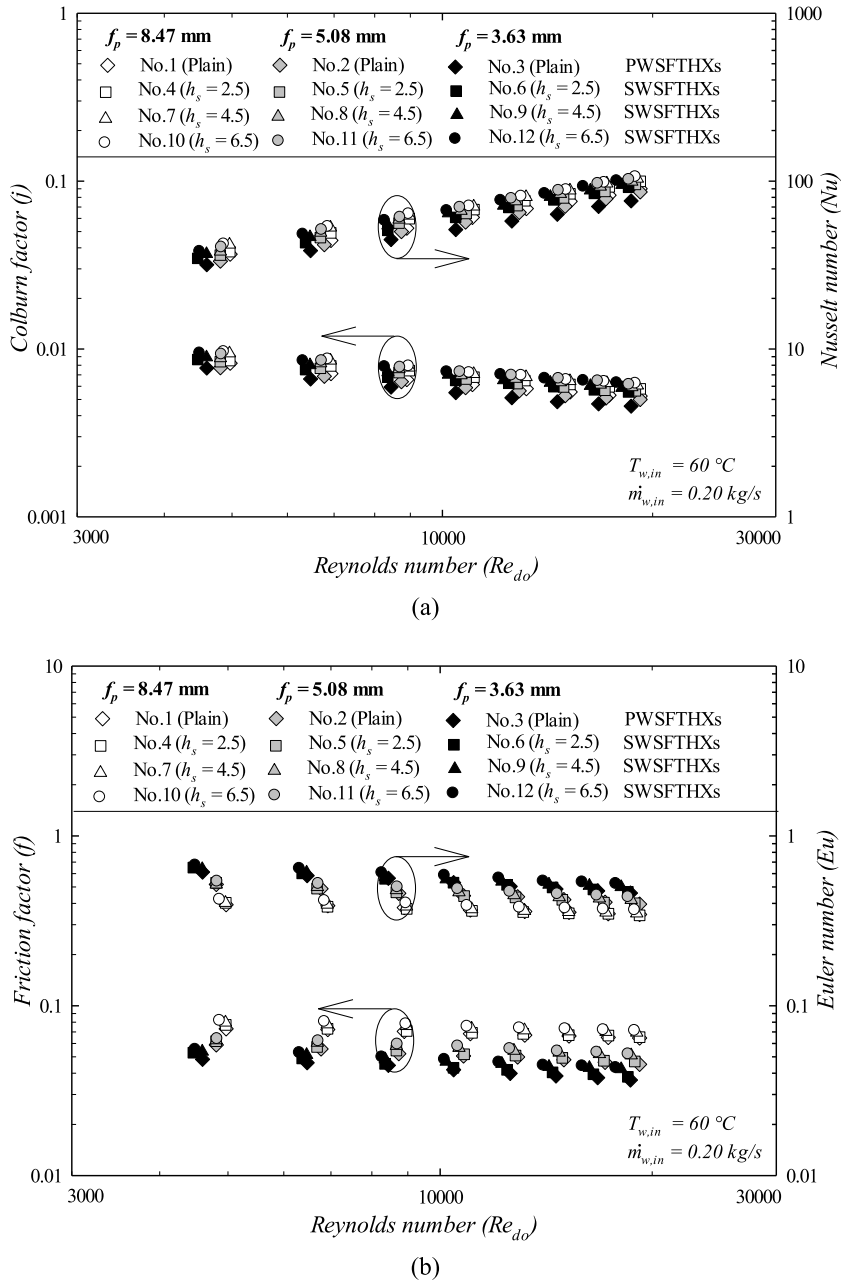 1
1000
f_p = 8.47 mm f_p = 5.08 mm f_p = 3.63 mm
No.1 (Plain) No.2 (Plain) No.3 (Plain) PWSFTHXs
No.4 (h_s = 2.5) No.5 (h_s = 2.5) No.6 (h_s = 2.5) SWSFTHXs
No.7 (h_s = 4.5) No.8 (h_s = 4.5) No.9 (h_s = 4.5) SWSFTHXs
No.10 (h_s = 6.5) No.11 (h_s = 6.5) No.12 (h_s = 6.5) SWSFTHXs
0.1
100
Colburn factor (j)
Nusselt number (Nu)
0.01
10
T_w,in = 60 °C
ṁ_w,in = 0.20 kg/s
0.001
1
3000 10000 30000
Reynolds number (Re_do)
(a)
10
10
f_p = 8.47 mm f_p = 5.08 mm f_p = 3.63 mm
No.1 (Plain) No.2 (Plain) No.3 (Plain) PWSFTHXs
No.4 (h_s = 2.5) No.5 (h_s = 2.5) No.6 (h_s = 2.5) SWSFTHXs
No.7 (h_s = 4.5) No.8 (h_s = 4.5) No.9 (h_s = 4.5) SWSFTHXs
No.10 (h_s = 6.5) No.11 (h_s = 6.5) No.12 (h_s = 6.5) SWSFTHXs
1
1
Friction factor (f)
Euler number (Eu)
0.1
0.1
T_w,in = 60 °C
ṁ_w,in = 0.20 kg/s
0.01
0.01
3000 10000 30000
Reynolds number (Re_do)
(b)